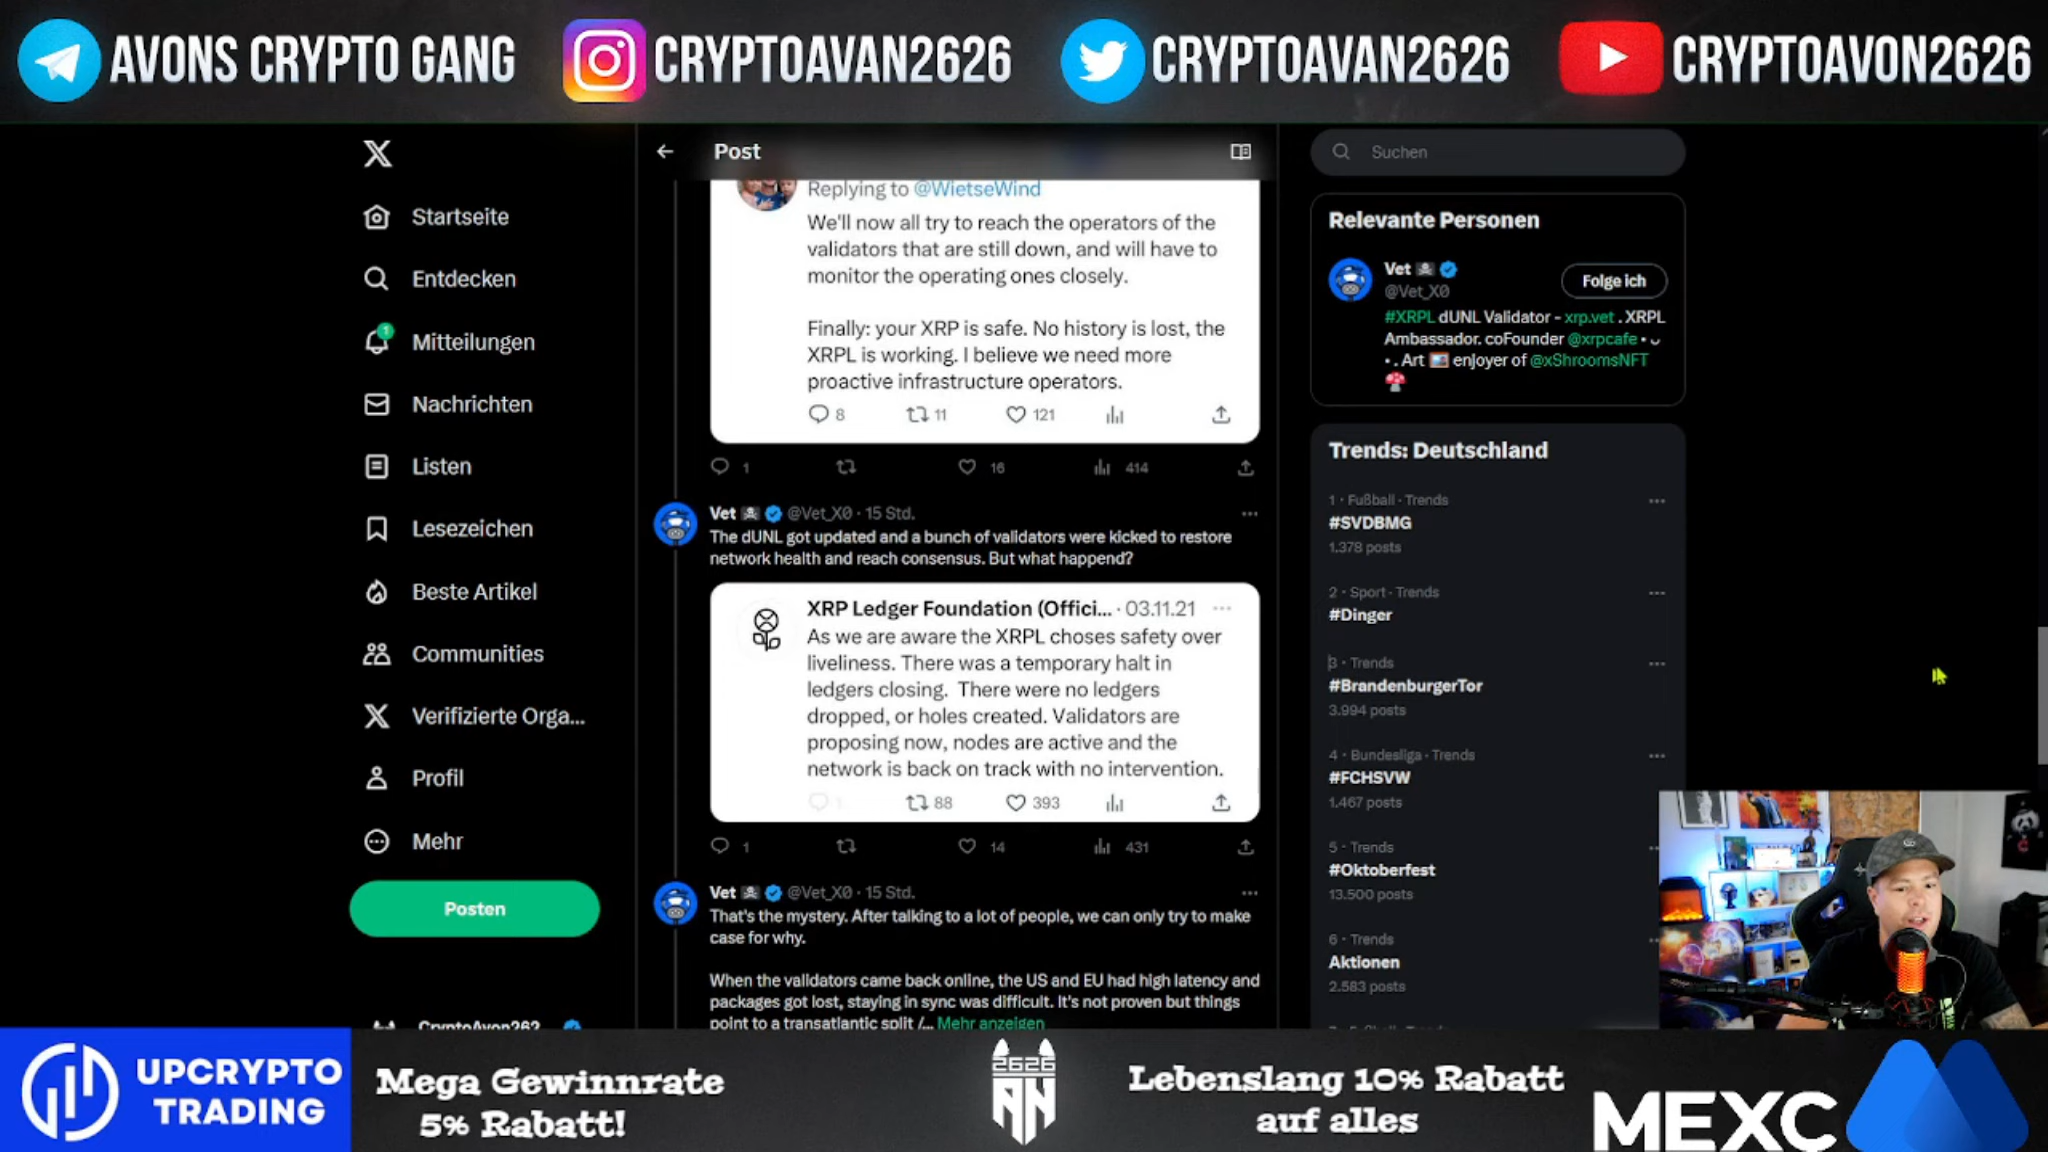 AVONS CRYPTO GANG
CRYPTOAVAN2626
CRYPTOAVAN2626
CRYPTOAVON2626
X
Startseite
Entdecken
1
Mitteilungen
Nachrichten
Listen
Lesezeichen
Beste Artikel
Communities
Verifizierte Orga...
Profil
Mehr
Posten
CryptoAvon262
Post
Replying to @WietseWind
We'll now all try to reach the operators of the
validators that are still down, and will have to
monitor the operating ones closely.
Finally: your XRP is safe. No history is lost, the
XRPL is working. I believe we need more
proactive infrastructure operators.
8 11 121
1 16 414
Vet @Vet_X0 · 15 Std.
The dUNL got updated and a bunch of validators were kicked to restore
network health and reach consensus. But what happend?
XRP Ledger Foundation (Offici... · 03.11.21
As we are aware the XRPL choses safety over
liveliness. There was a temporary halt in
ledgers closing. There were no ledgers
dropped, or holes created. Validators are
proposing now, nodes are active and the
network is back on track with no intervention.
1 88 393
1 14 431
Vet @Vet_X0 · 15 Std.
That's the mystery. After talking to a lot of people, we can only try to make
case for why.
When the validators came back online, the US and EU had high latency and
packages got lost, staying in sync was difficult. It's not proven but things
point to a transatlantic split /... Mehr anzeigen
Suchen
Relevante Personen
Vet
@Vet_X0
Folge ich
#XRPL dUNL Validator - xrp.vet . XRPL
Ambassador. coFounder @xrpcafe • ᴗ
• . Art enjoyer of @xShroomsNFT
Trends: Deutschland
1 · Fußball · Trends
#SVDBMG
1.378 posts
2 · Sport · Trends
#Dinger
3 · Trends
#BrandenburgerTor
3.994 posts
4 · Bundesliga · Trends
#FCHSVW
1.467 posts
5 · Trends
#Oktoberfest
13.500 posts
6 · Trends
Aktionen
2.583 posts
UPCRYPTO
TRADING
Mega Gewinnrate
5% Rabatt!
2626
AN
Lebenslang 10% Rabatt
auf alles
MEXC